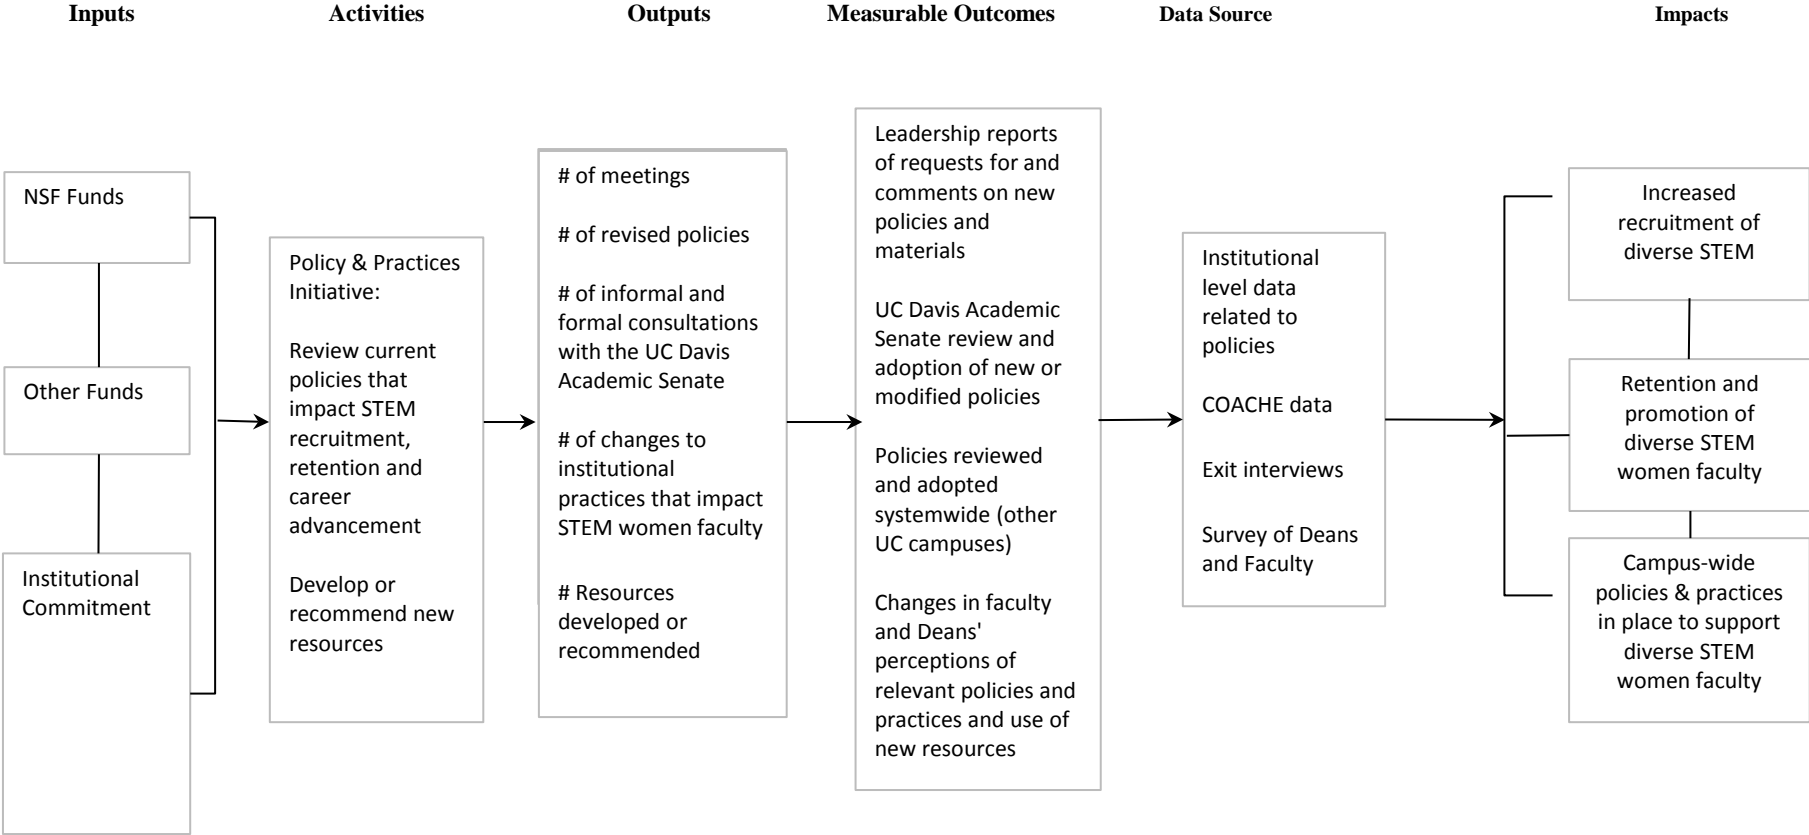 Inputs
Activities
Outputs
Measurable Outcomes
Data Source
Impacts
NSF Funds
Other Funds
Institutional
Commitment
Policy & Practices
Initiative:
Review current
policies that
impact STEM
recruitment,
retention and
career
advancement
Develop or
recommend new
resources
# of meetings
# of revised policies
# of informal and
formal consultations
with the UC Davis
Academic Senate
# of changes to
institutional
practices that impact
STEM women faculty
# Resources
developed or
recommended
Leadership reports
of requests for and
comments on new
policies and
materials
UC Davis Academic
Senate review and
adoption of new or
modified policies
Policies reviewed
and adopted
systemwide (other
UC campuses)
Changes in faculty
and Deans'
perceptions of
relevant policies and
practices and use of
new resources
Institutional
level data
related to
policies
COACHE data
Exit interviews
Survey of Deans
and Faculty
Increased
recruitment of
diverse STEM
Retention and
promotion of
diverse STEM
women faculty
Campus-wide
policies & practices
in place to support
diverse STEM
women faculty